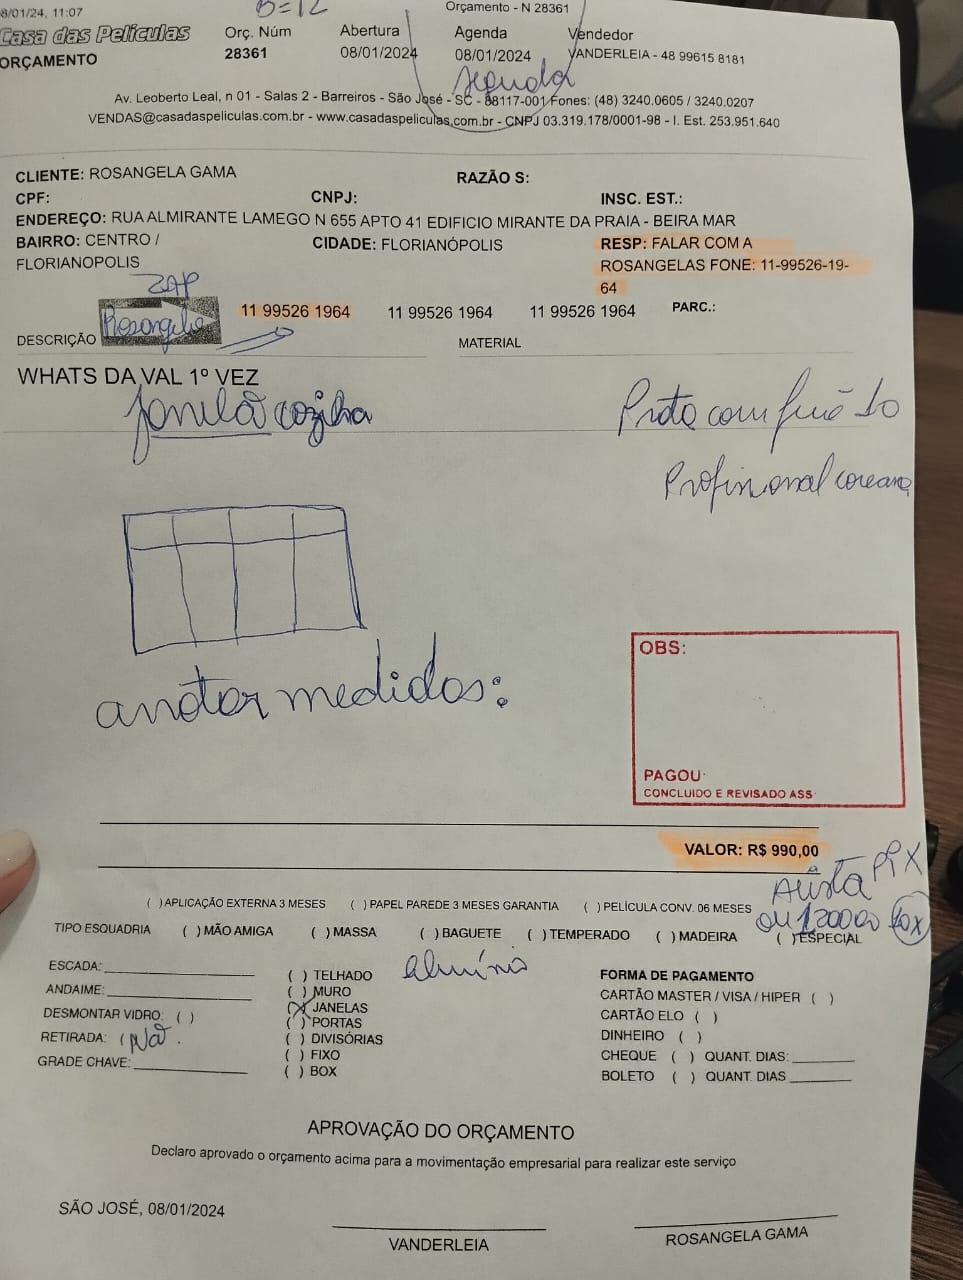 8/01/24, 11:07
Orçamento - N 28361
Casa das Películas
ORÇAMENTO
Orç. Núm
28361
Abertura
08/01/2024
Agenda
08/01/2024
Vendedor
VANDERLEIA - 48 99615 8181
Segunda
Av. Leoberto Leal, n 01 - Salas 2 - Barreiros - São José - SC - 88117-001 Fones: (48) 3240.0605 / 3240.0207
VENDAS@casadaspeliculas.com.br - www.casadaspeliculas.com.br - CNPJ 03.319.178/0001-98 - I. Est. 253.951.640
CLIENTE: ROSANGELA GAMA
RAZÃO S:
CPF:
CNPJ:
INSC. EST.:
ENDEREÇO: RUA ALMIRANTE LAMEGO N 655 APTO 41 EDIFICIO MIRANTE DA PRAIA - BEIRA MAR
BAIRRO: CENTRO /
FLORIANOPOLIS
CIDADE: FLORIANÓPOLIS
RESP: FALAR COM A
ROSANGELAS FONE: 11-99526-19-
64
ZAP
Rosangela
11 99526 1964
11 99526 1964
11 99526 1964
PARC.:
DESCRIÇÃO
MATERIAL
WHATS DA VAL 1º VEZ
janela cozinha
Profissional coreana
anotar medidas:
OBS:
PAGOU
CONCLUIDO E REVISADO ASS
VALOR: R$ 990,00
Avista PIX
ou 1.200,00 10x
( ) APLICAÇÃO EXTERNA 3 MESES ( ) PAPEL PAREDE 3 MESES GARANTIA ( ) PELÍCULA CONV. 06 MESES
TIPO ESQUADRIA ( ) MÃO AMIGA ( ) MASSA ( ) BAGUETE ( ) TEMPERADO ( ) MADEIRA ( ) ESPECIAL
alumínio
ESCADA:
ANDAIME:
DESMONTAR VIDRO: ( )
RETIRADA: ( Não .
GRADE CHAVE:
( ) TELHADO
( ) MURO
(X) JANELAS
( ) PORTAS
( ) DIVISÓRIAS
( ) FIXO
( ) BOX
FORMA DE PAGAMENTO
CARTÃO MASTER / VISA / HIPER ( )
CARTÃO ELO ( )
DINHEIRO ( )
CHEQUE ( ) QUANT. DIAS:
BOLETO ( ) QUANT. DIAS
APROVAÇÃO DO ORÇAMENTO
Declaro aprovado o orçamento acima para a movimentação empresarial para realizar este serviço
SÃO JOSÉ, 08/01/2024
VANDERLEIA
ROSANGELA GAMA